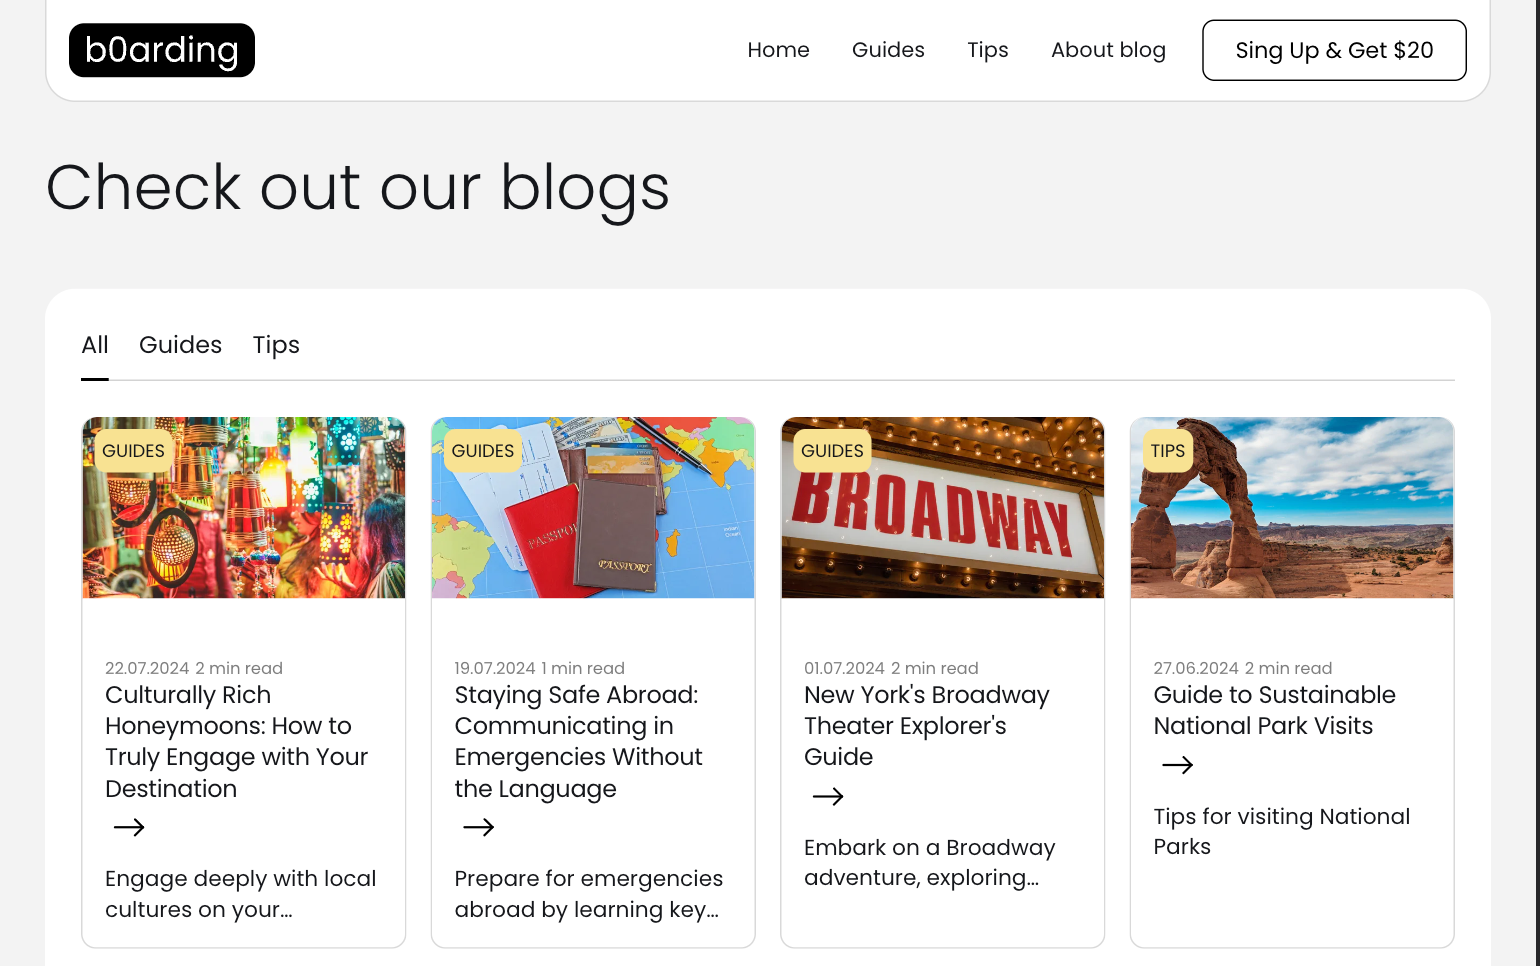 b0arding
Home Guides Tips About blog Sing Up & Get $20
Check out our blogs
All Guides Tips
GUIDES
PASSPORT
PASSPORT
22.07.2024 2 min read
Culturally Rich
Honeymoons: How to
Truly Engage with Your
Destination
Engage deeply with local
cultures on your...
GUIDES
19.07.2024 1 min read
Staying Safe Abroad:
Communicating in
Emergencies Without
the Language
Prepare for emergencies
abroad by learning key...
GUIDES
BROADWAY
01.07.2024 2 min read
New York's Broadway
Theater Explorer's
Guide
Embark on a Broadway
adventure, exploring...
TIPS
27.06.2024 2 min read
Guide to Sustainable
National Park Visits
Tips for visiting National
Parks